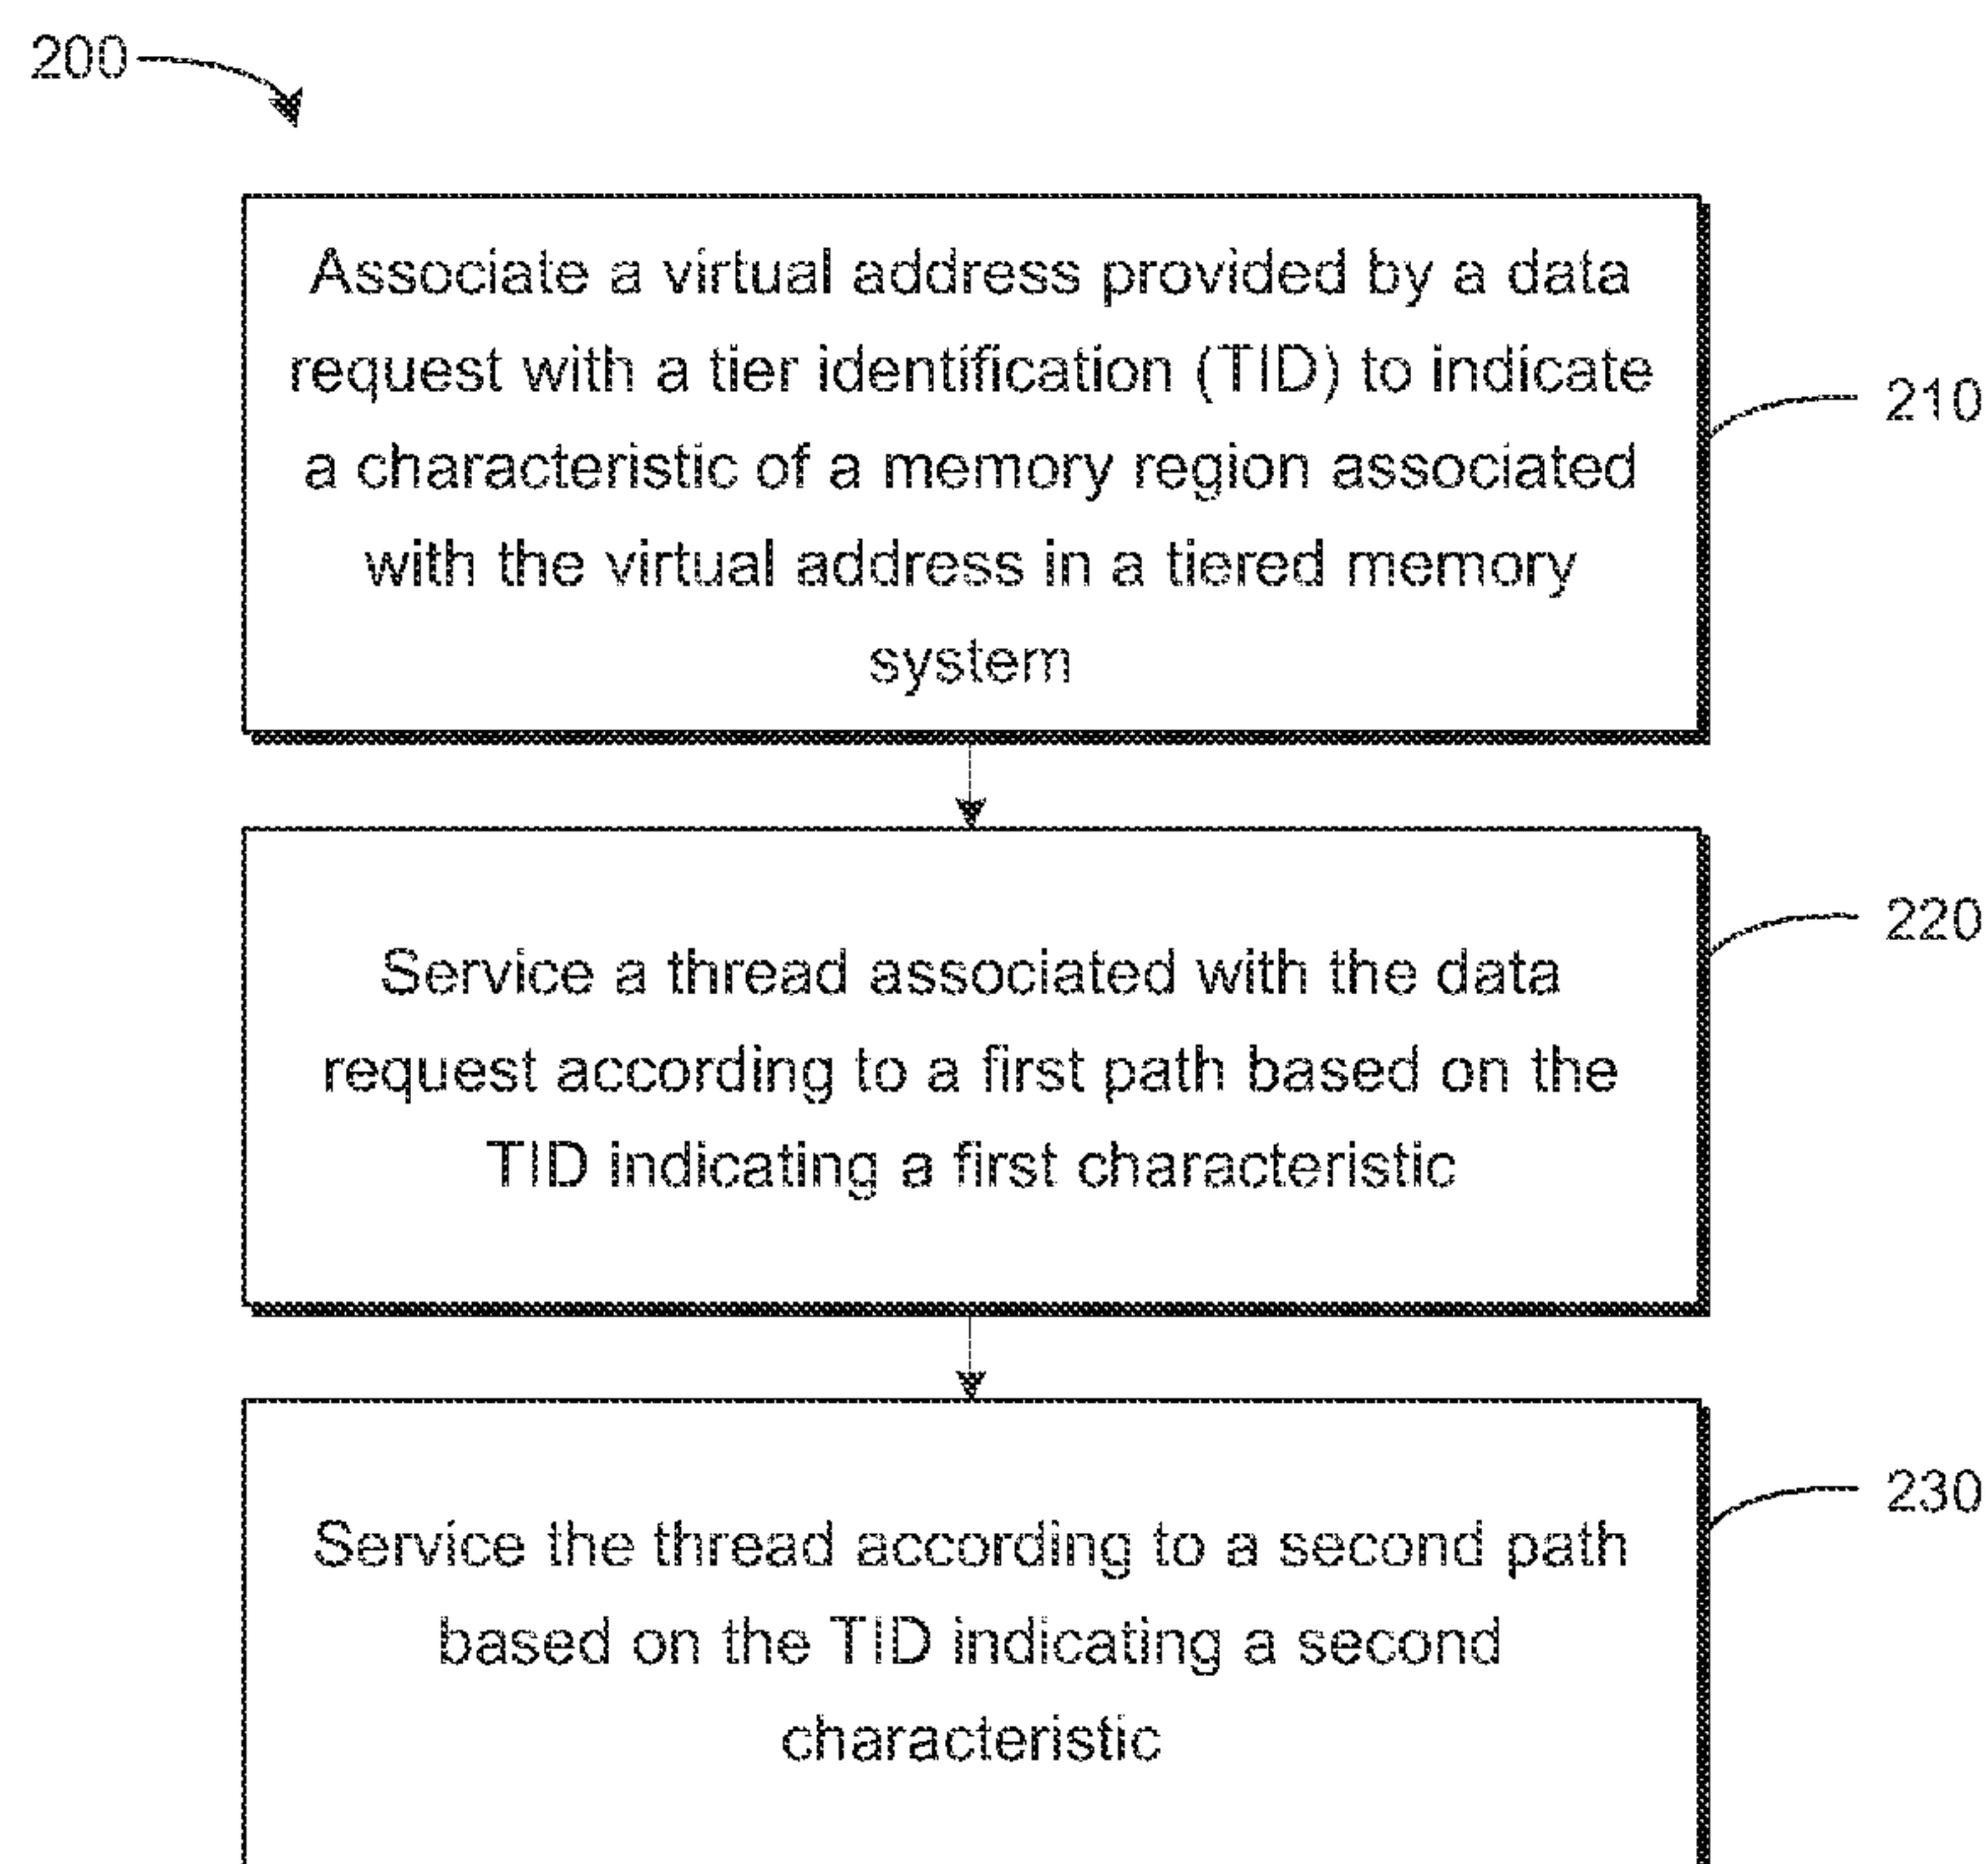 200
Associate a virtual address provided by a data
request with a tier identification (TID) to indicate
a characteristic of a memory region associated
with the virtual address in a tiered memory
system
210
Service a thread associated with the data
request according to a first path based on the
TID indicating a first characteristic
220
Service the thread according to a second path
based on the TID indicating a second
characteristic
230